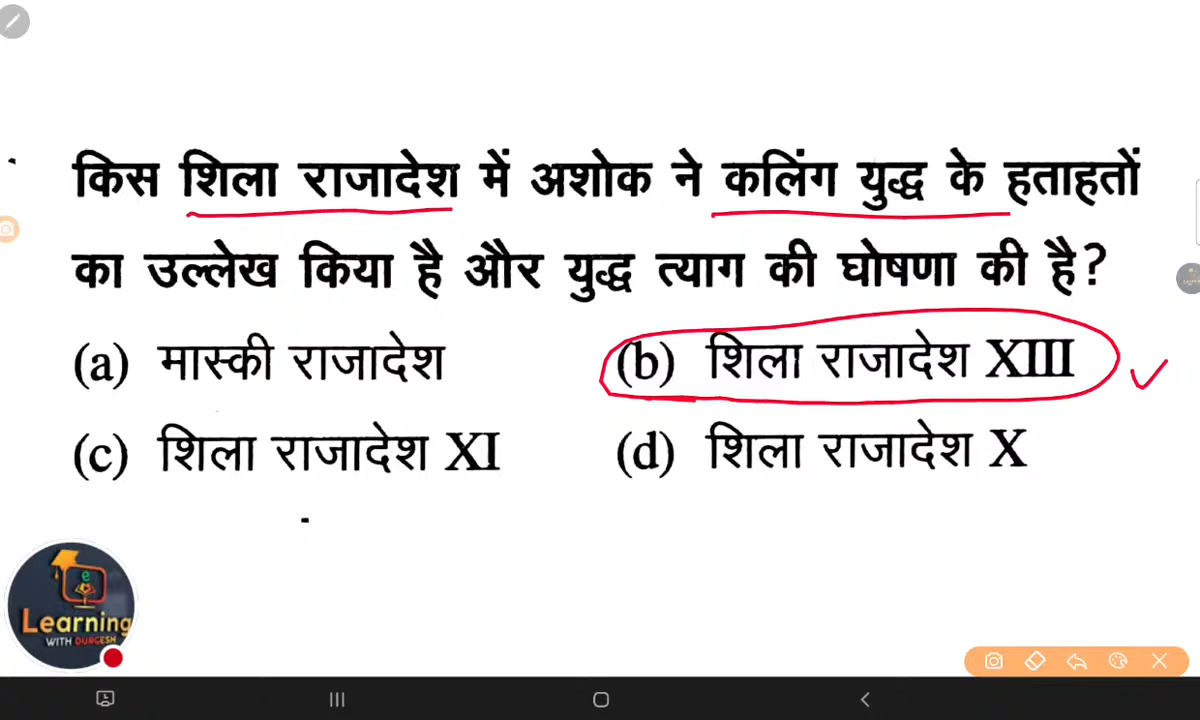 किस शिला राजादेश में अशोक ने कलिंग युद्ध के हताहतों
का उल्लेख किया है और युद्ध त्याग की घोषणा की है?
(a) मास्की राजादेश (b) शिला राजादेश XIII
(c) शिला राजादेश XI (d) शिला राजादेश X
e
Learning
WITH DURGESH